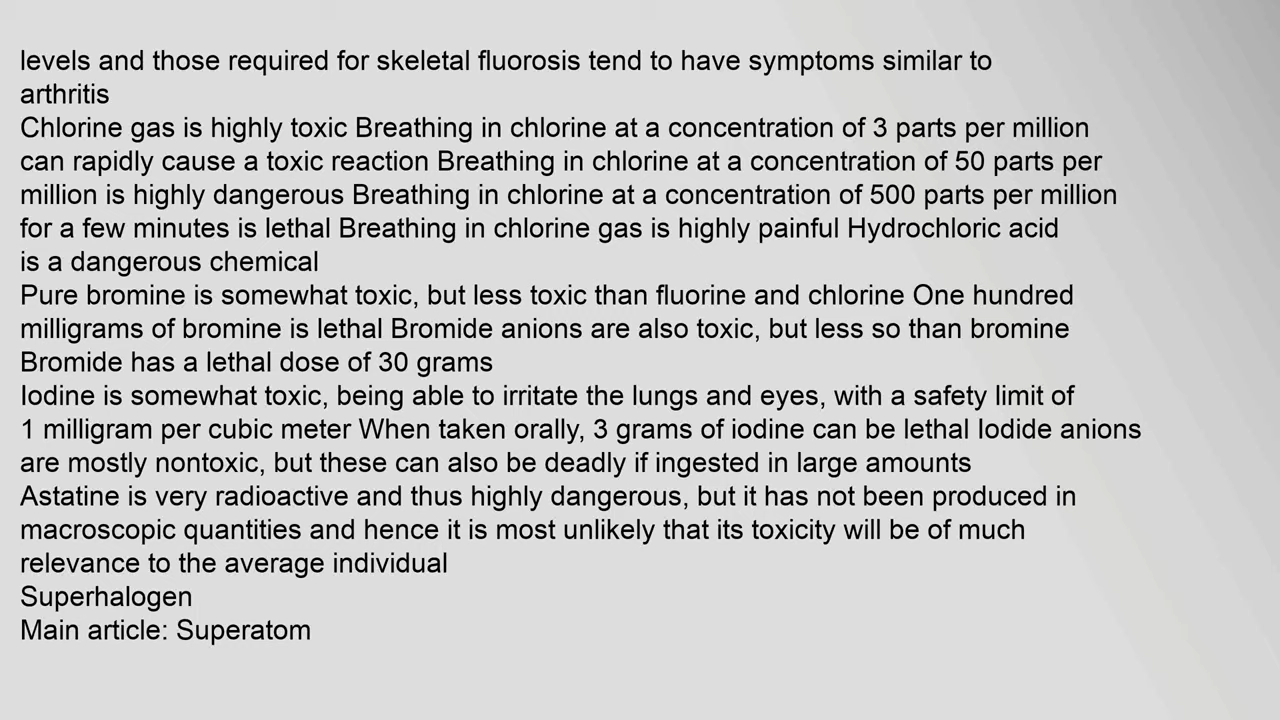 levels and those required for skeletal fluorosis tend to have symptoms similar to
arthritis
Chlorine gas is highly toxic Breathing in chlorine at a concentration of 3 parts per million
can rapidly cause a toxic reaction Breathing in chlorine at a concentration of 50 parts per
million is highly dangerous Breathing in chlorine at a concentration of 500 parts per million
for a few minutes is lethal Breathing in chlorine gas is highly painful Hydrochloric acid
is a dangerous chemical
Pure bromine is somewhat toxic, but less toxic than fluorine and chlorine One hundred
milligrams of bromine is lethal Bromide anions are also toxic, but less so than bromine
Bromide has a lethal dose of 30 grams
Iodine is somewhat toxic, being able to irritate the lungs and eyes, with a safety limit of
1 milligram per cubic meter When taken orally, 3 grams of iodine can be lethal Iodide anions
are mostly nontoxic, but these can also be deadly if ingested in large amounts
Astatine is very radioactive and thus highly dangerous, but it has not been produced in
macroscopic quantities and hence it is most unlikely that its toxicity will be of much
relevance to the average individual
Superhalogen
Main article: Superatom